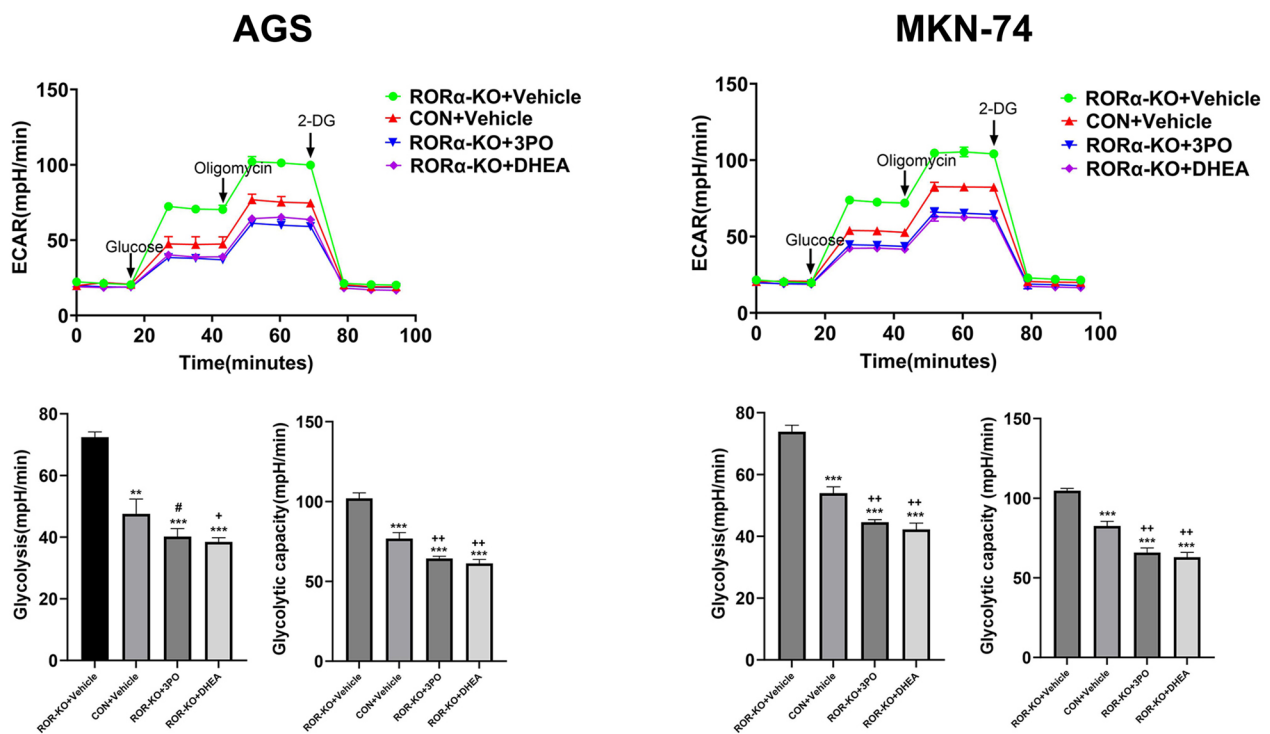 AGS
MKN-74
ECAR(mpH/min)
150
100
50
0
0
20
40
60
80
100
Time(minutes)
Glucose
Oligomycin
2-DG
RORα-KO+Vehicle
CON+Vehicle
RORα-KO+3PO
RORα-KO+DHEA
ECAR(mpH/min)
150
100
50
0
0
20
40
60
80
100
Time(minutes)
Glucose
Oligomycin
2-DG
RORα-KO+Vehicle
CON+Vehicle
RORα-KO+3PO
RORα-KO+DHEA
Glycolysis(mpH/min)
80
60
40
20
0
**
#
***
+
***
ROR-KO+Vehicle
CON+Vehicle
ROR-KO+3PO
ROR-KO+DHEA
Glycolytic capacity(mpH/min)
150
100
50
0
***
++
***
++
***
ROR-KO+Vehicle
CON+Vehicle
ROR-KO+3PO
ROR-KO+DHEA
Glycolysis(mpH/min)
80
60
40
20
0
***
++
***
++
***
ROR-KO+Vehicle
CON+Vehicle
ROR-KO+3PO
ROR-KO+DHEA
Glycolytic capacity (mpH/min)
150
100
50
0
***
++
***
++
***
ROR-KO+Vehicle
CON+Vehicle
ROR-KO+3PO
ROR-KO+DHEA